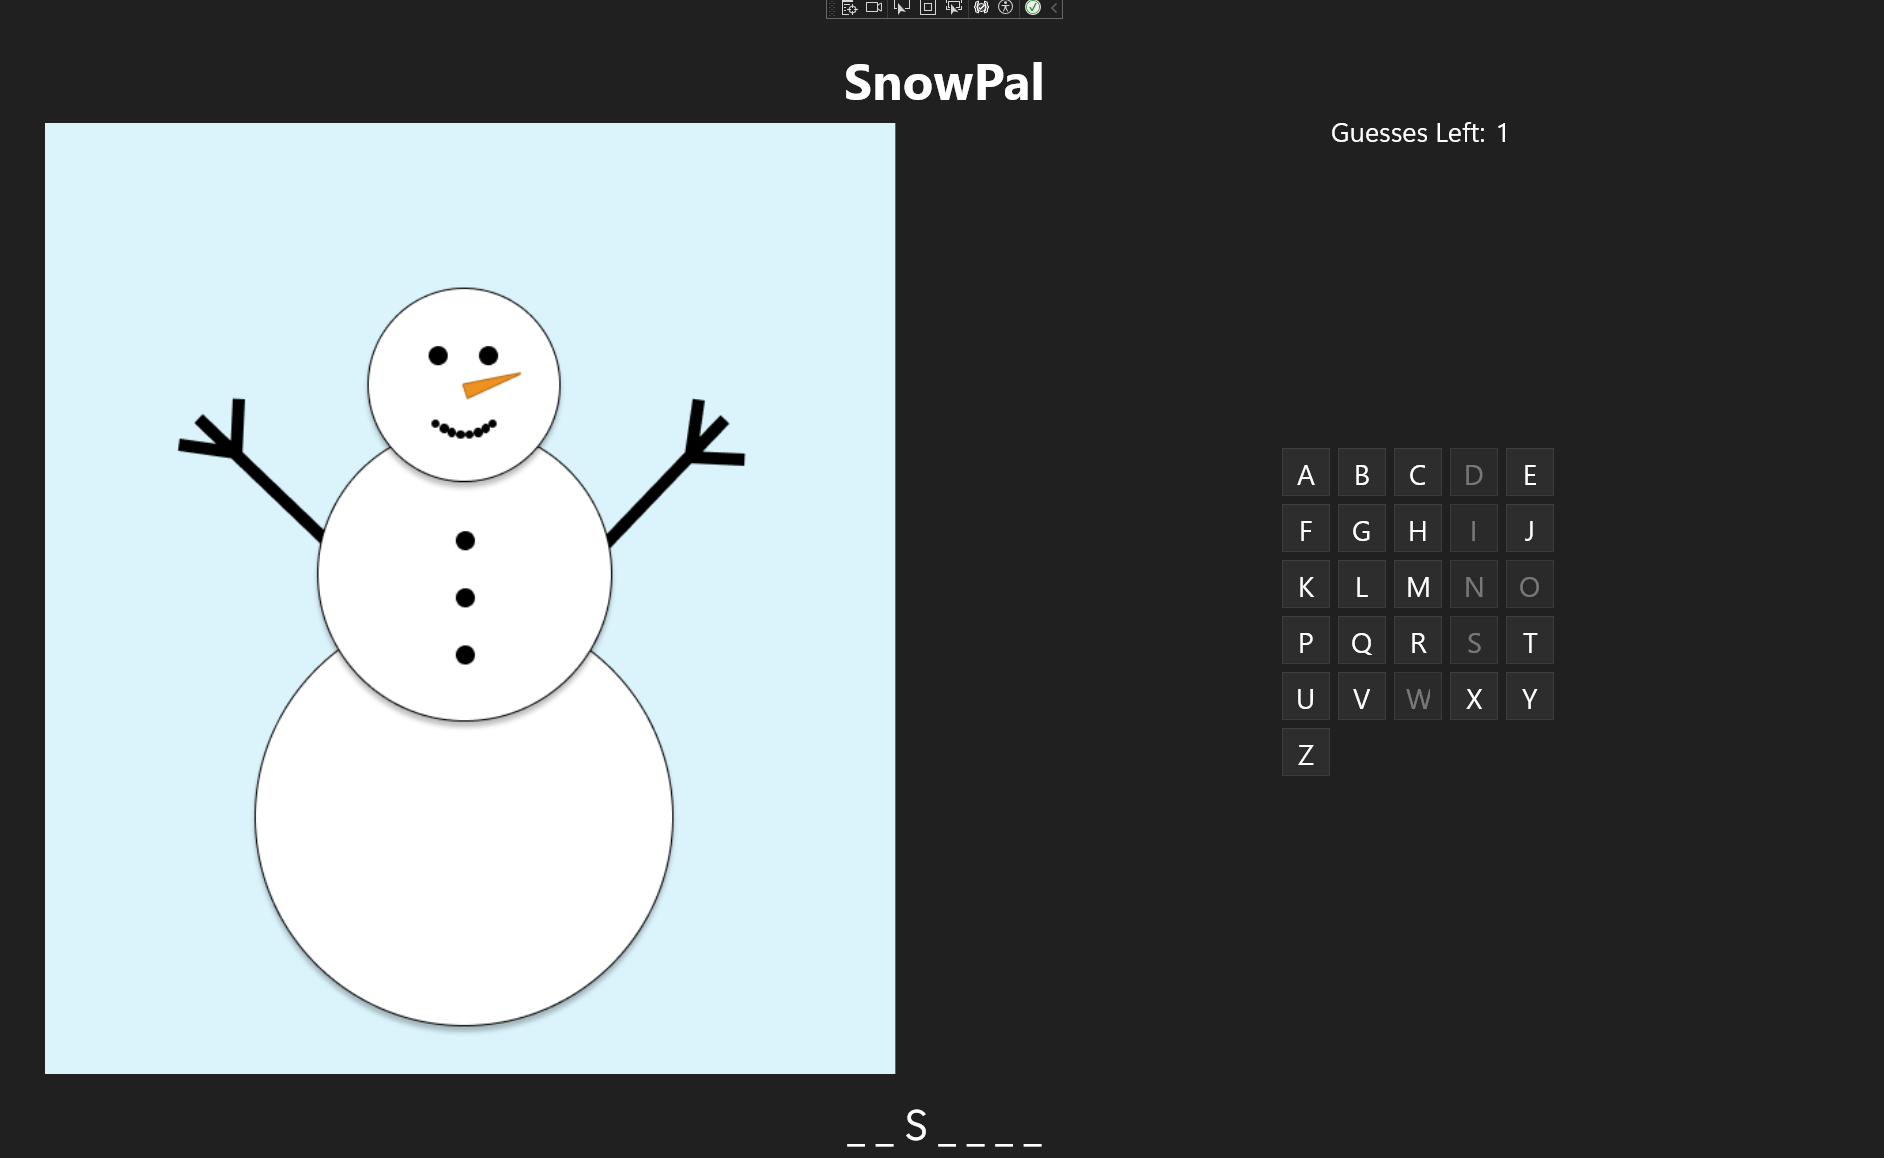 SnowPal
Guesses Left: 1
A B C D E
F G H I J
K L M N O
P Q R S T
U V W X Y
Z
_ _ S _ _ _ _